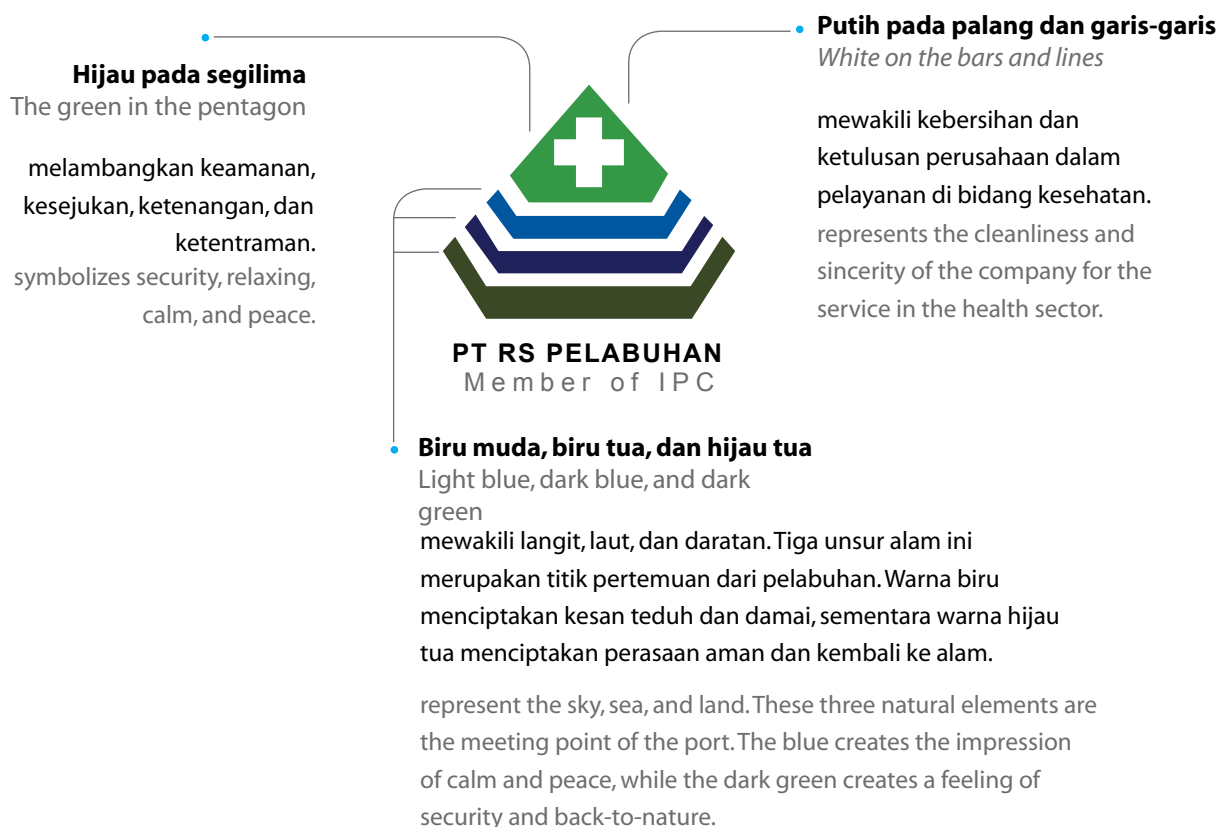 Hijau pada segilima
The green in the pentagon
melambangkan keamanan,
kesejukan, ketenangan, dan
ketentraman.
symbolizes security, relaxing,
calm, and peace.
Putih pada palang dan garis-garis
White on the bars and lines
mewakili kebersihan dan
ketulusan perusahaan dalam
pelayanan di bidang kesehatan.
represents the cleanliness and
sincerity of the company for the
service in the health sector.
PT RS PELABUHAN
Member of IPC
Biru muda, biru tua, dan hijau tua
Light blue, dark blue, and dark
green
mewakili langit, laut, dan daratan. Tiga unsur alam ini
merupakan titik pertemuan dari pelabuhan. Warna biru
menciptakan kesan teduh dan damai, sementara warna hijau
tua menciptakan perasaan aman dan kembali ke alam.
represent the sky, sea, and land. These three natural elements are
the meeting point of the port. The blue creates the impression
of calm and peace, while the dark green creates a feeling of
security and back-to-nature.